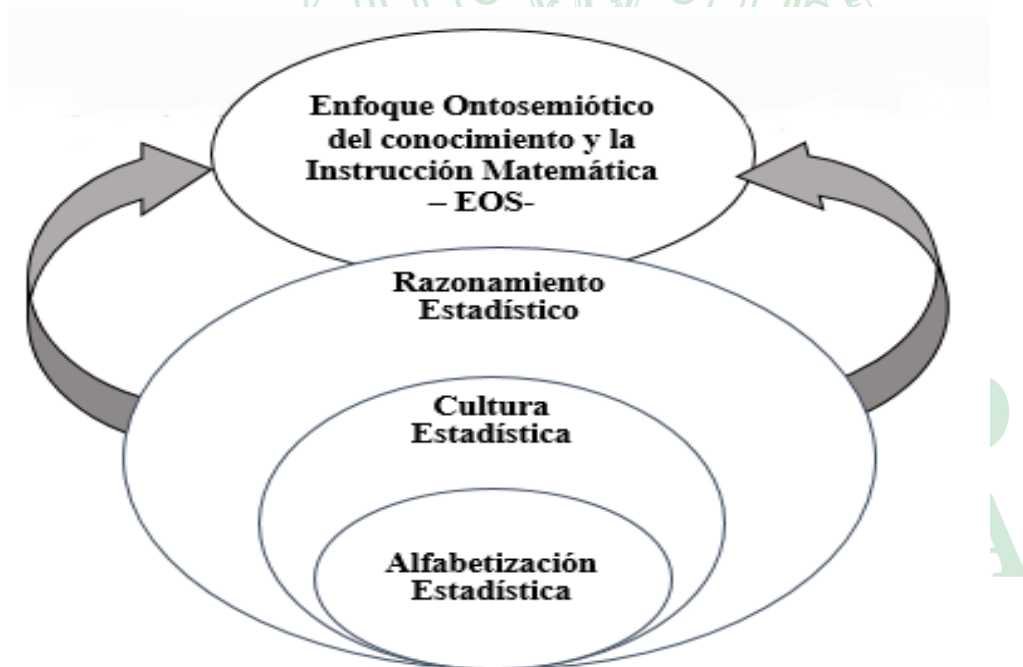 Enfoque Ontosemiótico
del conocimiento y la
Instrucción Matemática
– EOS-
Razonamiento
Estadístico
Cultura
Estadística
Alfabetización
Estadística